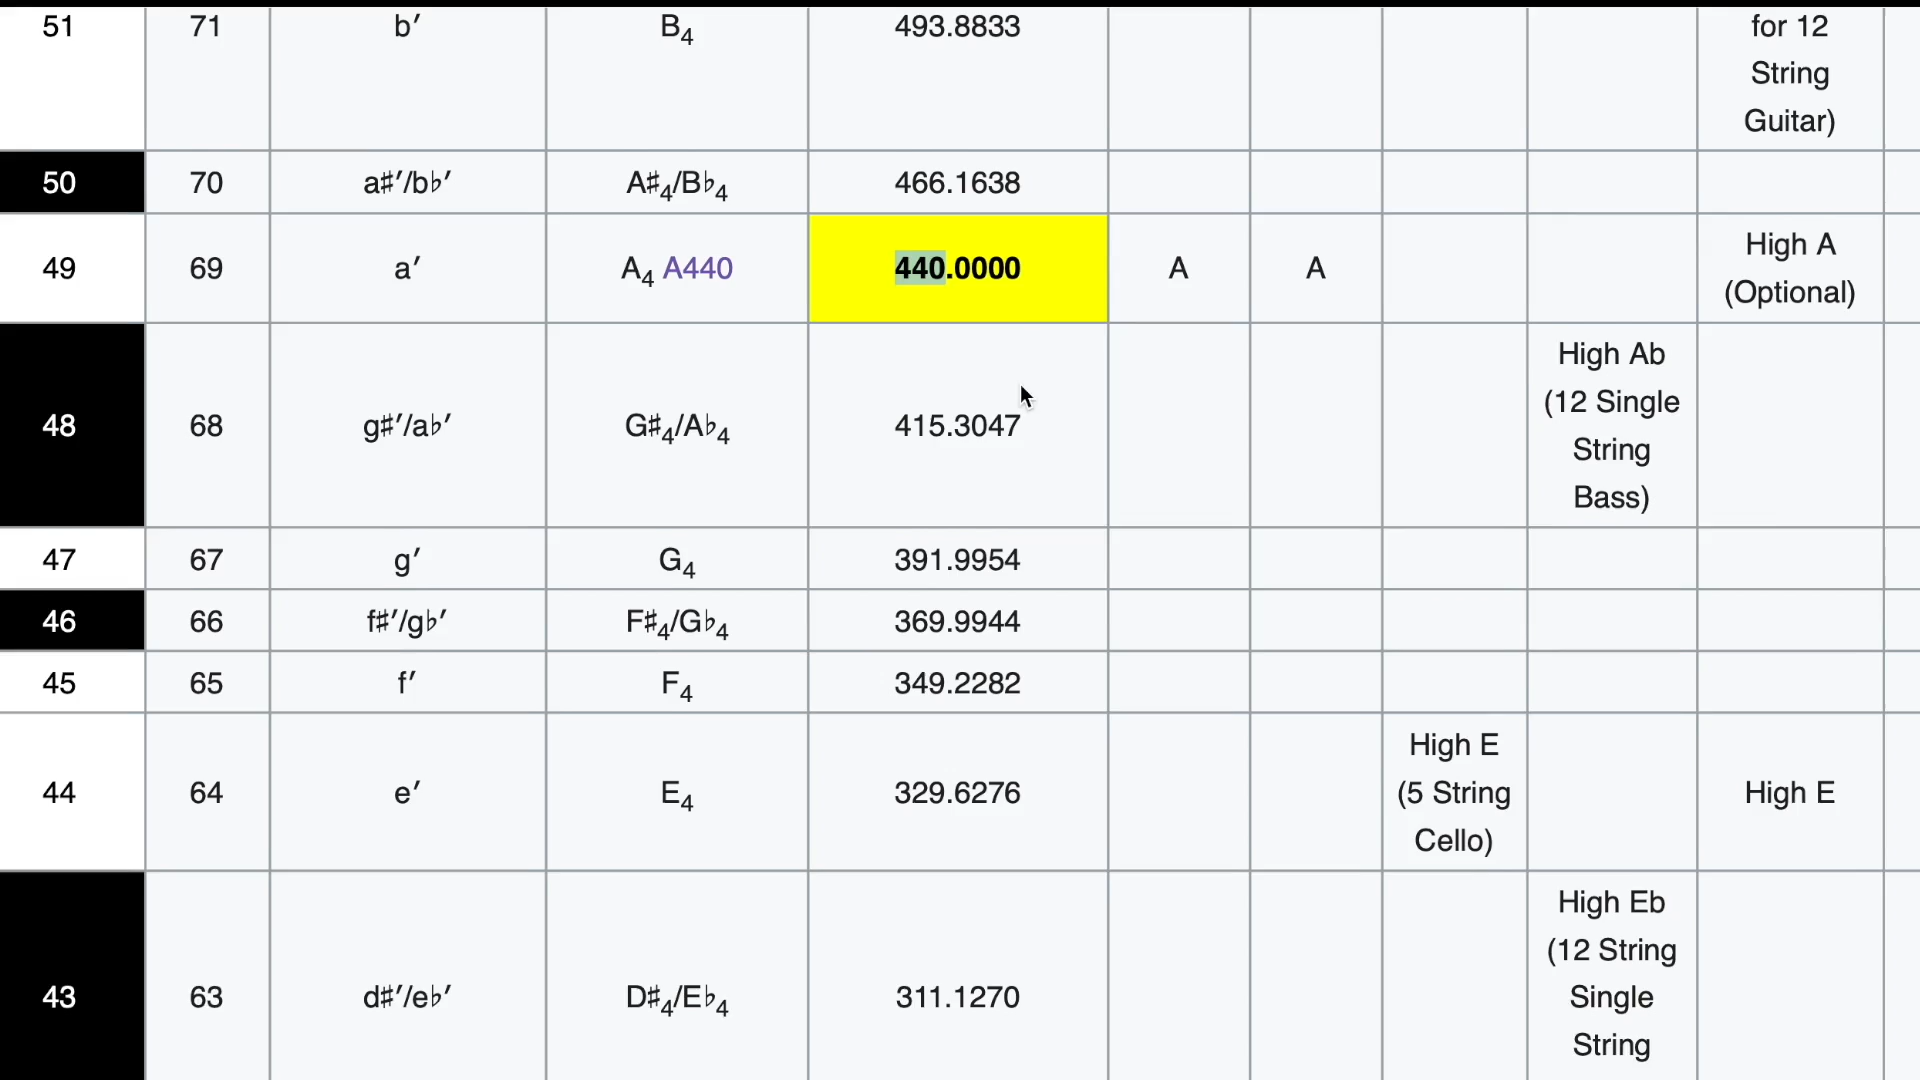 51 71 b′ B₄ 493.8833 for 12
String
Guitar)
50 70 a♯′/b♭′ A♯₄/B♭₄ 466.1638
49 69 a′ A₄ A440 440.0000 A A High A
(Optional)
48 68 g♯′/a♭′ G♯₄/A♭₄ 415.3047 High Ab
(12 Single
String
Bass)
47 67 g′ G₄ 391.9954
46 66 f♯′/g♭′ F♯₄/G♭₄ 369.9944
45 65 f′ F₄ 349.2282
44 64 e′ E₄ 329.6276 High E
(5 String
Cello)
High E
43 63 d♯′/e♭′ D♯₄/E♭₄ 311.1270 High Eb
(12 String
Single
String